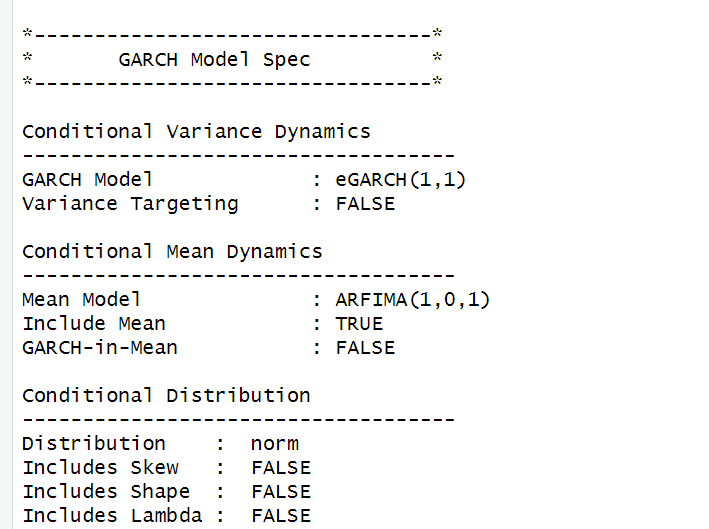 *---------------------------------*
*       GARCH Model Spec          *
*---------------------------------*
Conditional Variance Dynamics
------------------------------------
GARCH Model             : eGARCH(1,1)
Variance Targeting      : FALSE
Conditional Mean Dynamics
------------------------------------
Mean Model              : ARFIMA(1,0,1)
Include Mean            : TRUE
GARCH-in-Mean           : FALSE
Conditional Distribution
------------------------------------
Distribution    :  norm
Includes Skew   :  FALSE
Includes Shape  :  FALSE
Includes Lambda :  FALSE